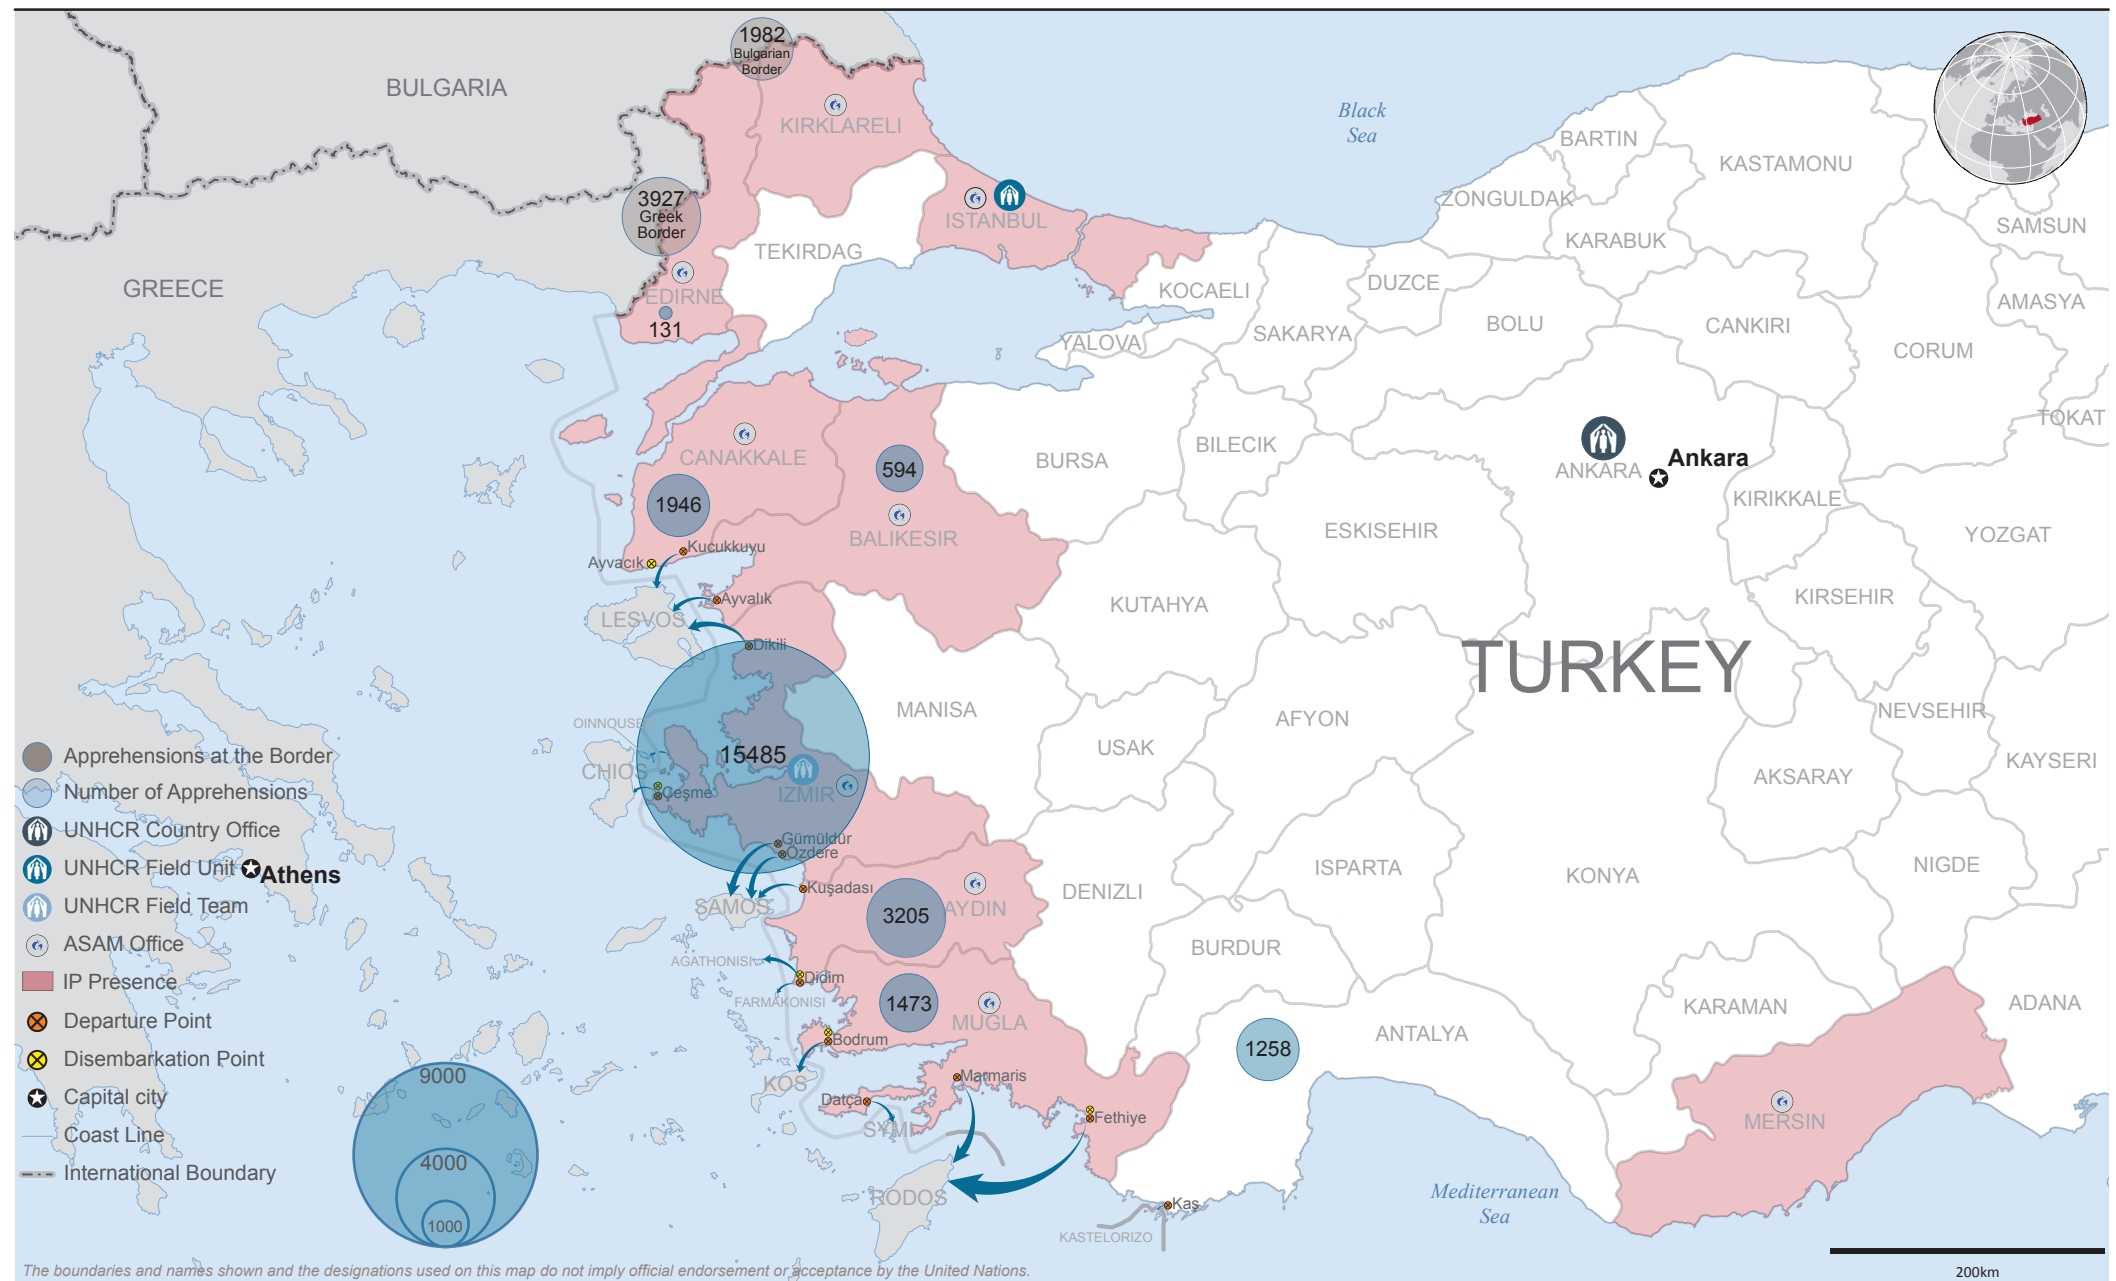 1982
Bulgarian
Border
BULGARIA
KIRKLARELI
Black
Sea
BARTIN
KASTAMONU
ZONGULDAK
SAMSUN
3927
Greek
Border
ISTANBUL
KARABUK
TEKIRDAG
GREECE
EDIRNE
131
KOCAELI
DUZCE
AMASYA
BOLU
CANKIRI
YALOVA
SAKARYA
CORUM
TOKAT
CANAKKALE
594
BURSA
BILECIK
ANKARA
Ankara
KIRIKKALE
1946
BALIKESIR
ESKISEHIR
YOZGAT
Kucukkuyu
Ayvacık
Ayvalık
LESVOS
KUTAHYA
KIRSEHIR
Dikili
TURKEY
MANISA
AFYON
NEVSEHIR
OINNOUSE
USAK
15485
CHIOS
Çeşme
IZMIR
AKSARAY
KAYSERI
Gümüldür
Özdere
Kuşadası
SAMOS
3205
AYDIN
DENIZLI
ISPARTA
KONYA
NIGDE
BURDUR
AGATHONISI
Didim
FARMAKONISI
1473
MUGLA
KARAMAN
ADANA
ANTALYA
1258
Bodrum
KOS
Marmaris
Datça
Fethiye
SYMI
MERSIN
RODOS
Kaş
KASTELORIZO
Mediterranean
Sea
Apprehensions at the Border
Number of Apprehensions
UNHCR Country Office
UNHCR Field Unit
Athens
UNHCR Field Team
ASAM Office
IP Presence
Departure Point
Disembarkation Point
Capital city
Coast Line
International Boundary
9000
4000
1000
The boundaries and names shown and the designations used on this map do not imply official endorsement or acceptance by the United Nations.
200km